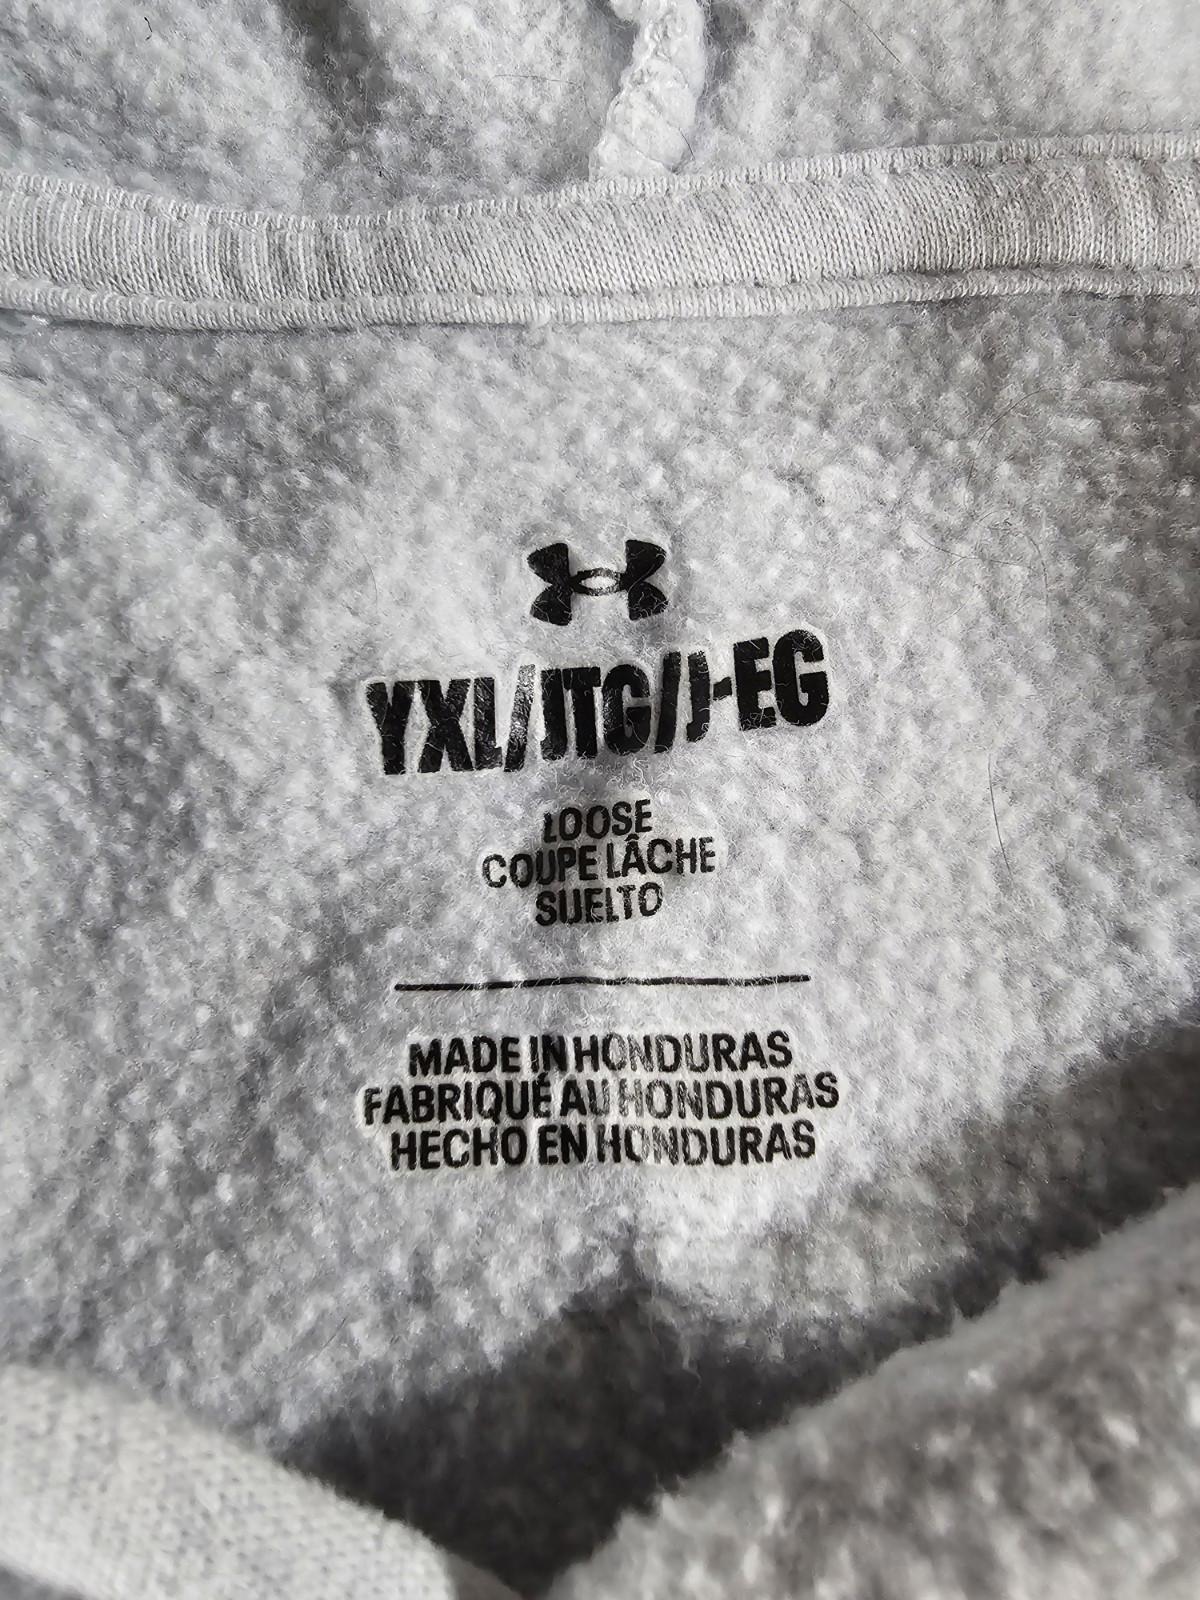 YXL/JTG/J-EG
LOOSE
COUPE LÂCHE
SUELTO
MADE IN HONDURAS
FABRIQUÉ AU HONDURAS
HECHO EN HONDURAS